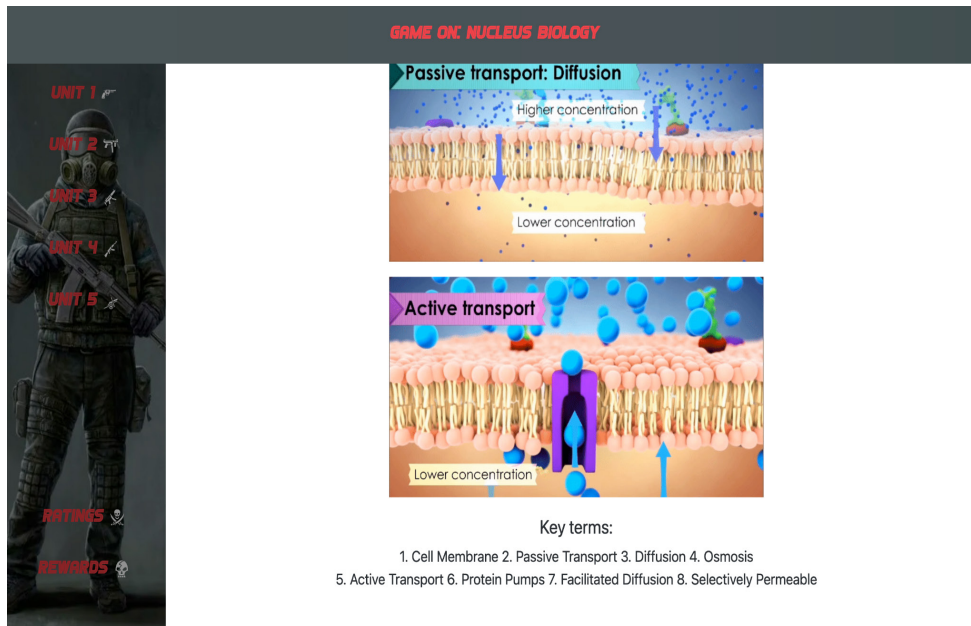 GAME ON: NUCLEUS BIOLOGY
UNIT 1
UNIT 2
UNIT 3
UNIT 4
UNIT 5
RATINGS
REWARDS
Passive transport: Diffusion
Higher concentration
Lower concentration
Active transport
Lower concentration
Key terms:
1. Cell Membrane 2. Passive Transport 3. Diffusion 4. Osmosis
5. Active Transport 6. Protein Pumps 7. Facilitated Diffusion 8. Selectively Permeable